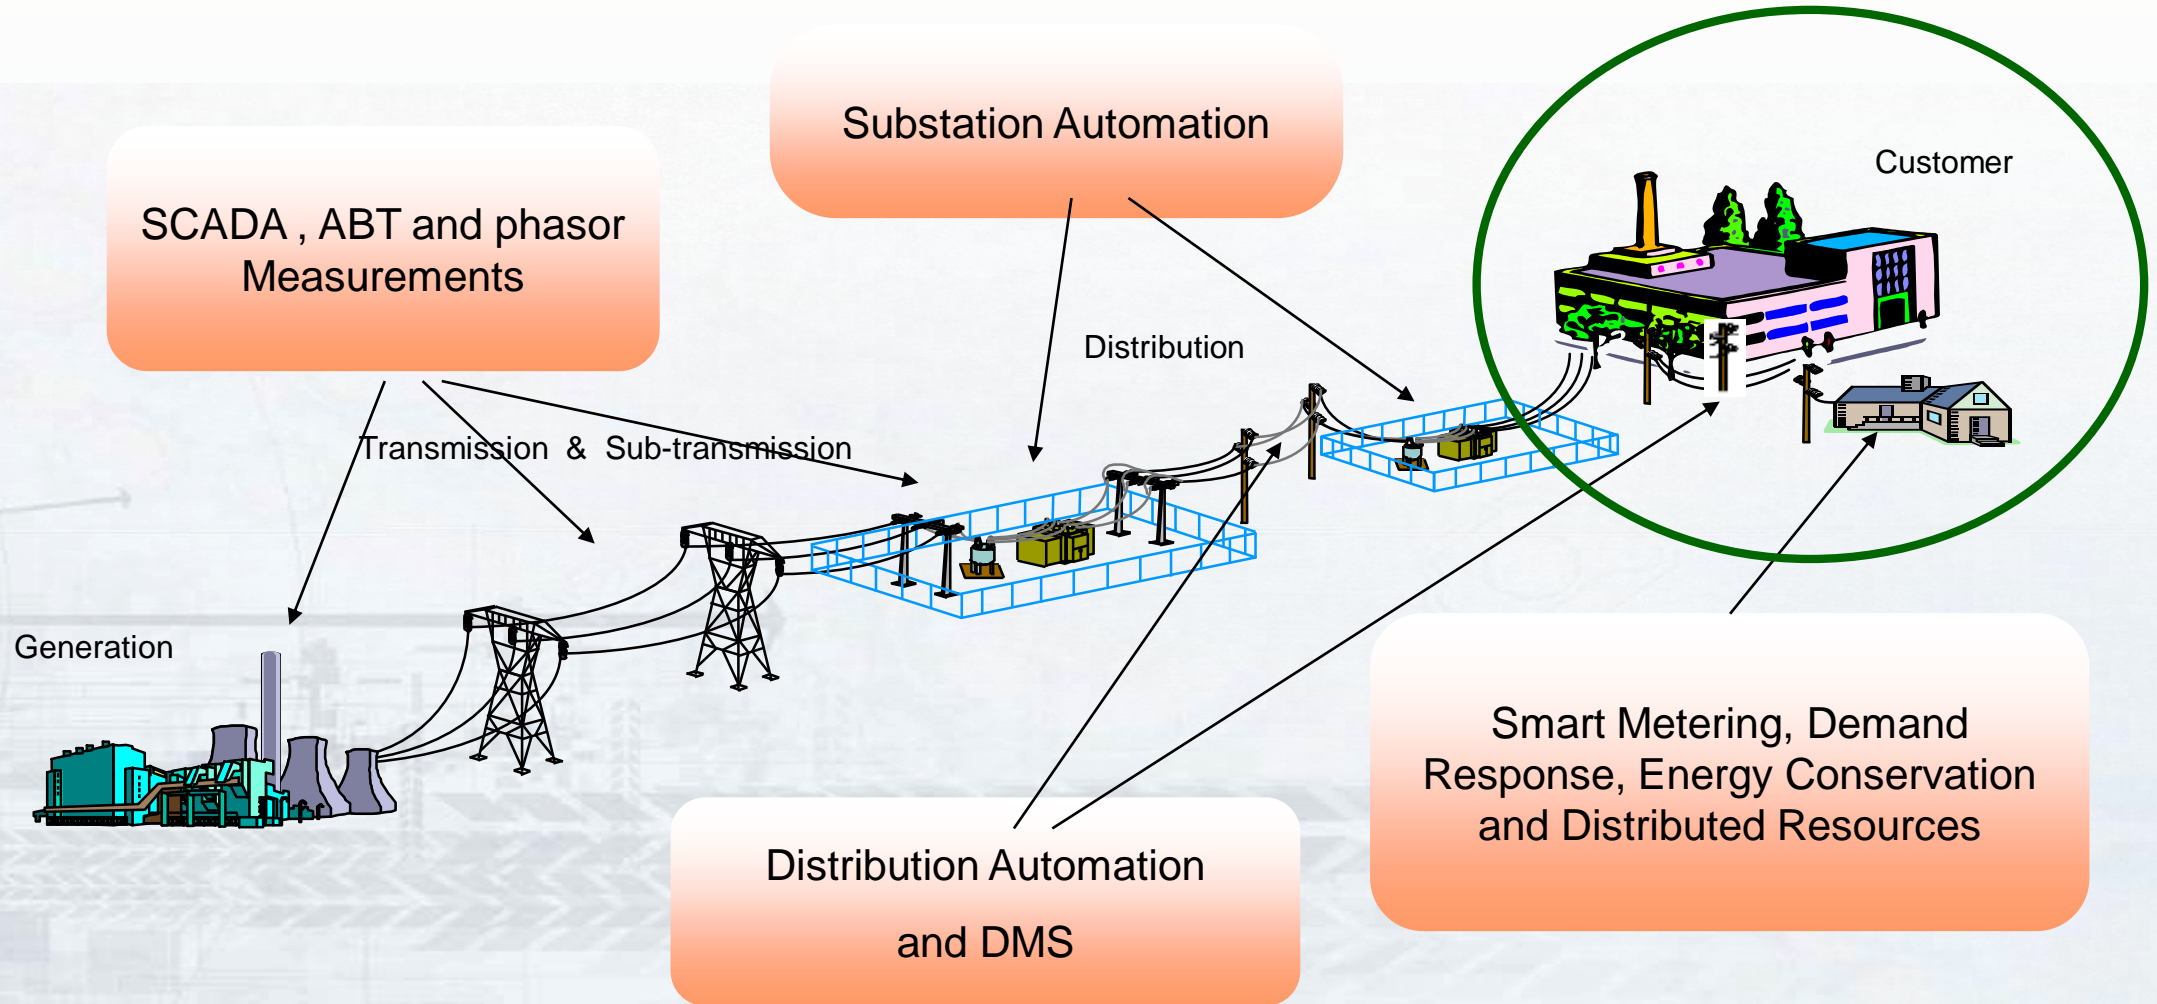 Substation Automation
Customer
SCADA , ABT and phasor
Measurements
Distribution
Transmission & Sub-transmission
Generation
Smart Metering, Demand
Response, Energy Conservation
and Distributed Resources
Distribution Automation
and DMS